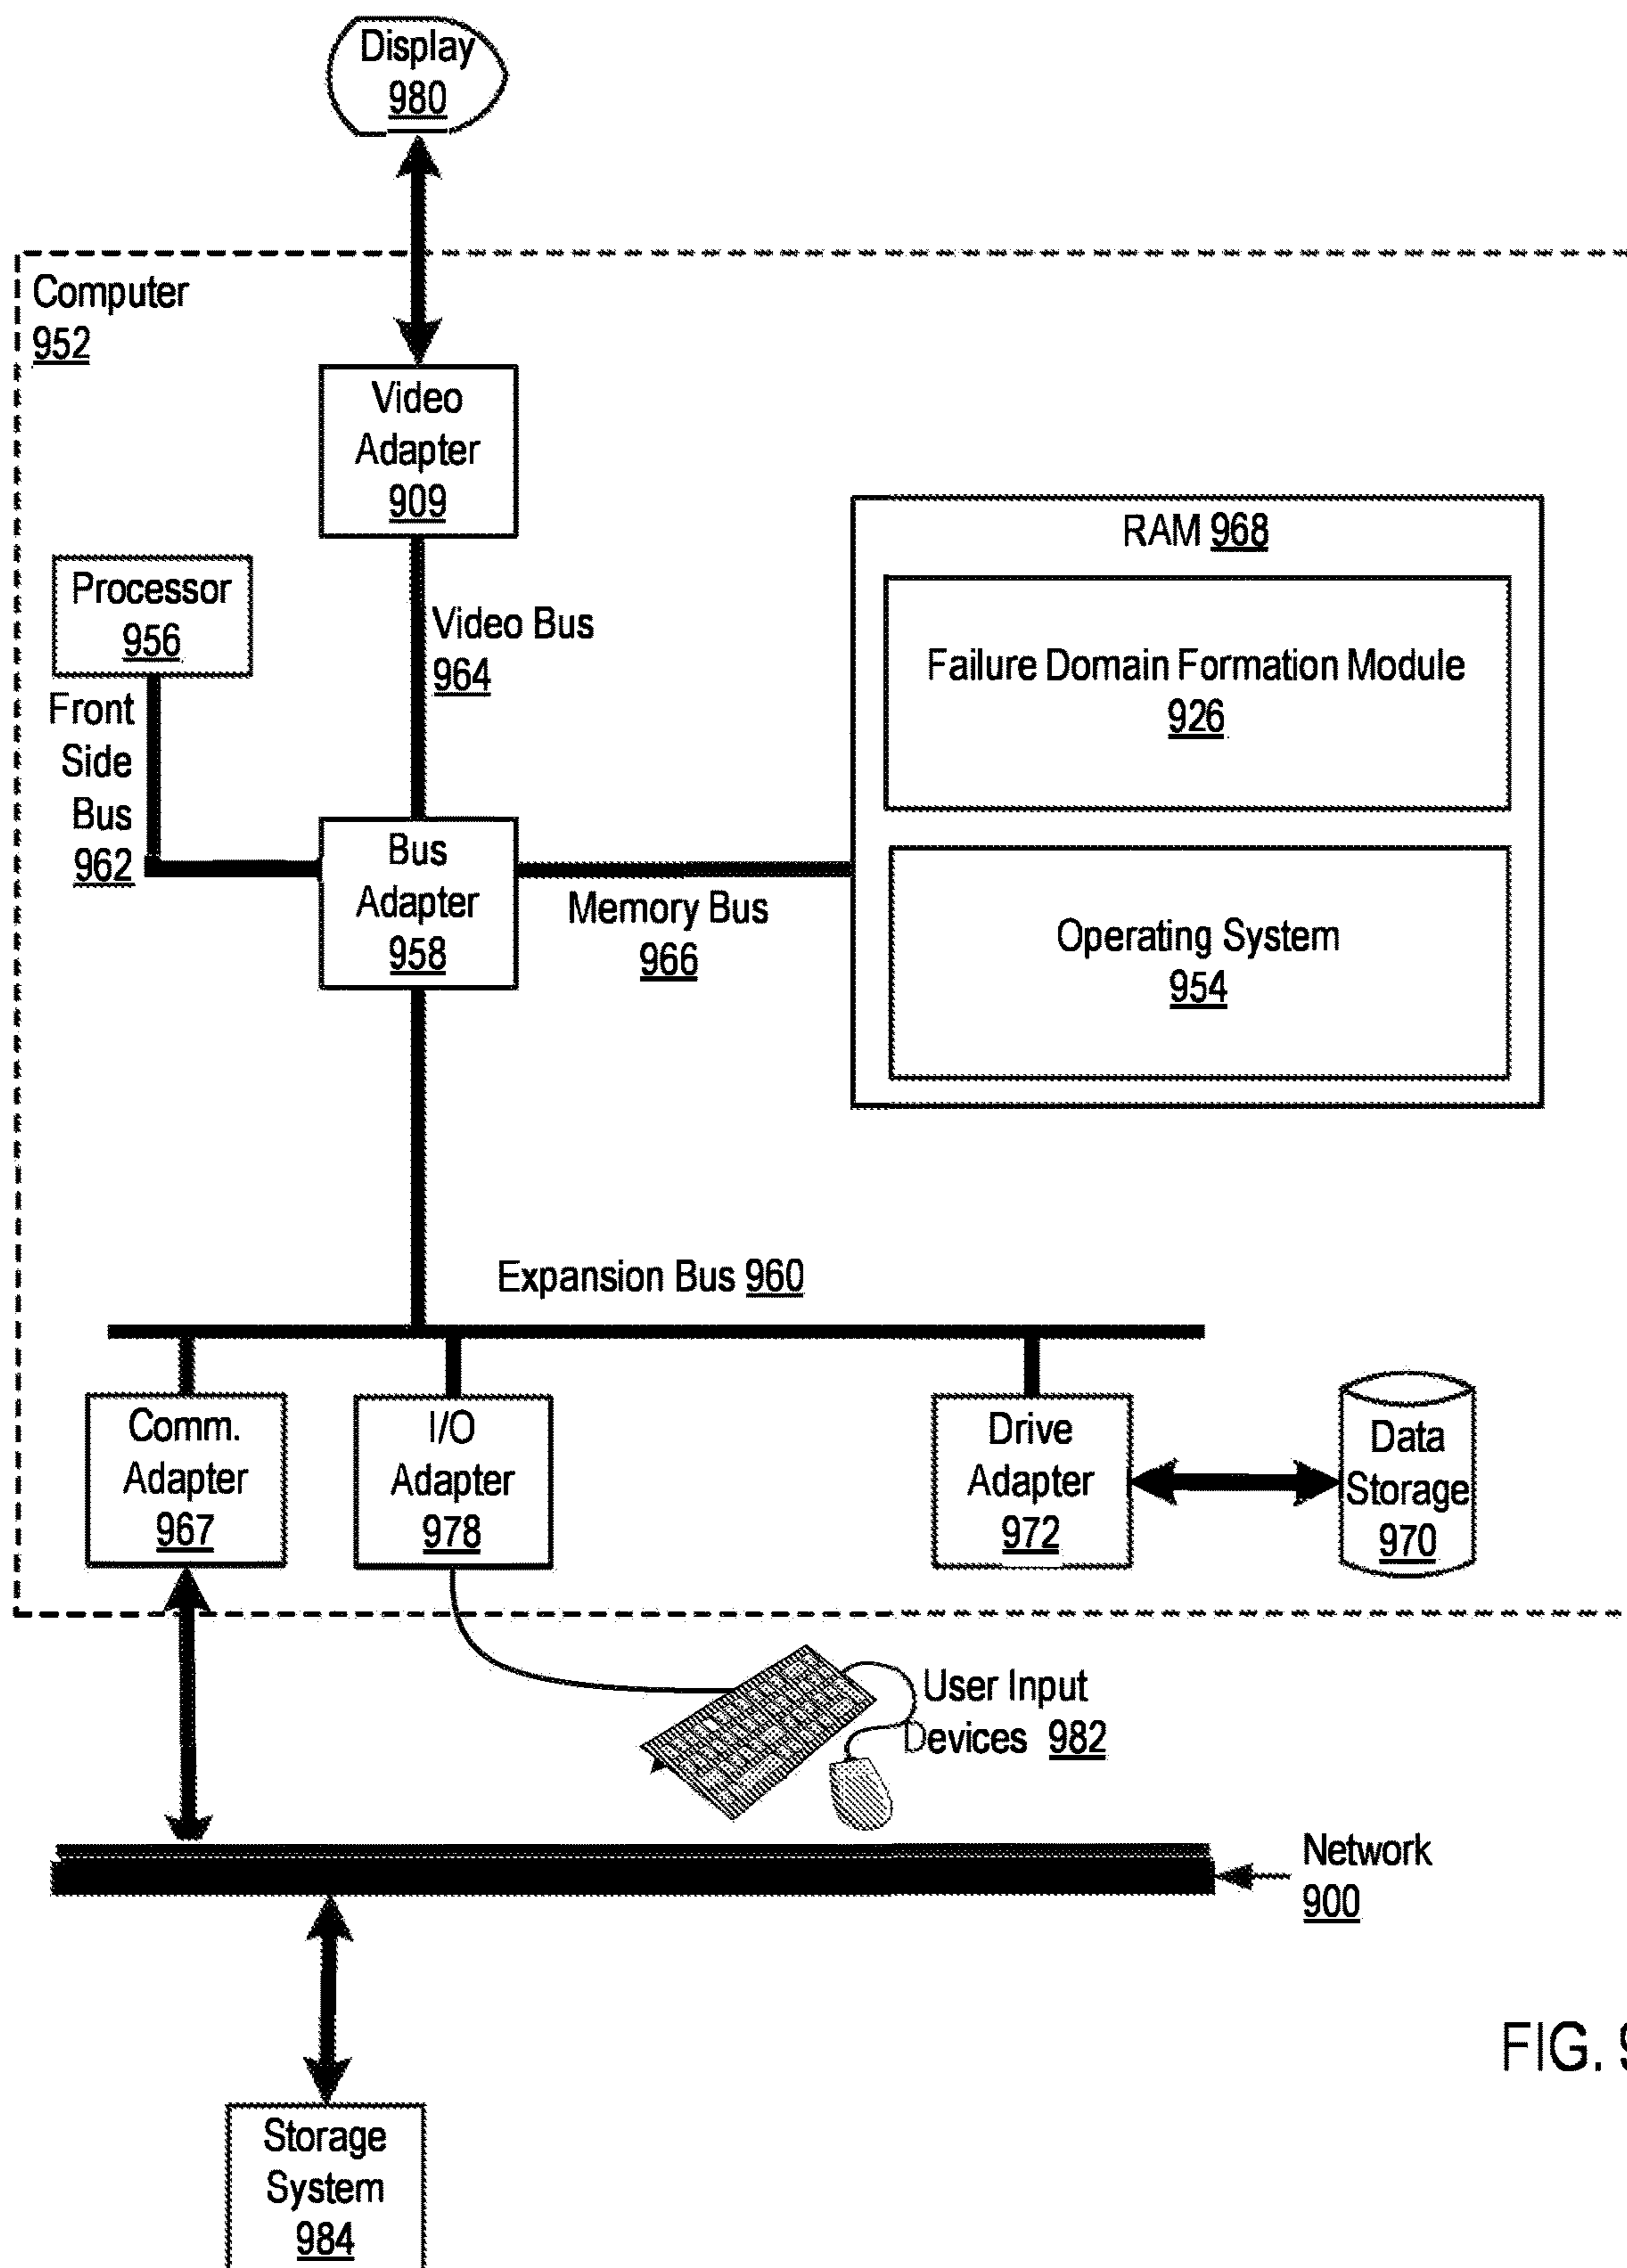 Display
980
Computer
952
Video
Adapter
909
RAM 968
Processor
956
Video Bus
964
Failure Domain Formation Module
926
Front
Side
Bus
962
Bus
Adapter
958
Memory Bus
966
Operating System
954
Expansion Bus 960
Comm.
Adapter
967
I/O
Adapter
978
Drive
Adapter
972
Data
Storage
970
User Input
Devices 982
Network
900
FIG. 9
Storage
System
984